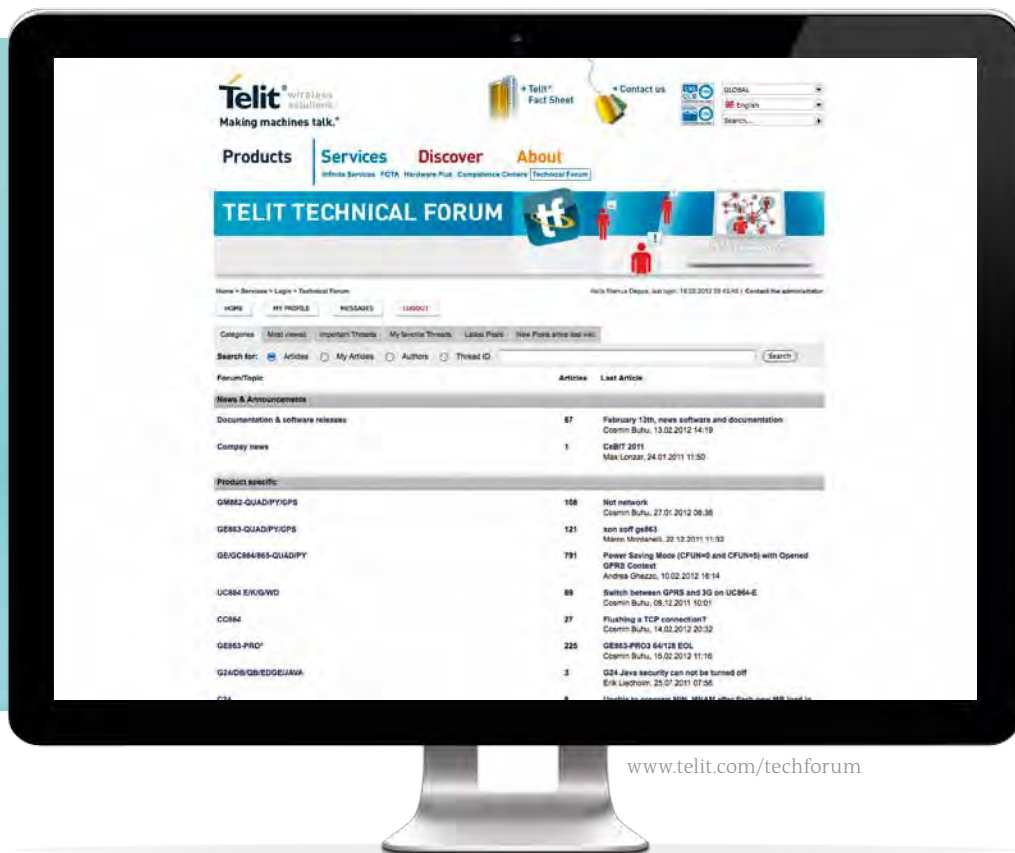 Telit® wireless solutions
Making machines talk.®
Telit® Fact Sheet
Contact us
GLOBAL
English
Search...
Products Services Discover About
Infinita Services FOTA Hardware Plus Competence Centers Technical Forum
TELIT TECHNICAL FORUM
tf
Home > Services > Login > Technical Forum
Hello Marcus Deppe, last login: | Contact the administrator
HOME MY PROFILE MESSAGES LOGOUT
Categories Most viewed Important Threads My favorite Threads Latest Posts New Posts since last visit
Search for: Articles My Articles Authors Thread ID Search
Forum/Topic Articles Last Article
News & Announcements
Documentation & software releases 67 February 13th, news software and documentation
Cosmin Buhu, 13.02.2012 14:19
Compay news 1 CeBIT 2011
Max Lonzar, 24.01.2011 11:50
Product specific
GM862-QUAD/PY/GPS 108 Not network
Cosmin Buhu, 27.01.2012 08:36
GE863-QUAD/PY/GPS 121 xon xoff ge863
Marco Montanelli, 22.12.2011 11:32
GE/GC864/865-QUAD/PY 791 Power Saving Mode (CFUN=0 and CFUN=5) with Opened
GPRS Context
Andrea Ghezzo, 10.02.2012 16:14
UC864 E/K/G/WD 89 Switch between GPRS and 3G on UC864-E
Cosmin Buhu, 08.12.2011 10:01
CC864 27 Flushing a TCP connection?
Cosmin Buhu, 14.02.2012 20:32
GE863-PRO³ 225 GE863-PRO3 64/128 EOL
Cosmin Buhu, 15.02.2012 11:16
G24/DB/QB/EDGE/JAVA 3 G24 Java security can not be turned off
Erik Liedholm, 25.07.2011 07:56
C24
www.telit.com/techforum